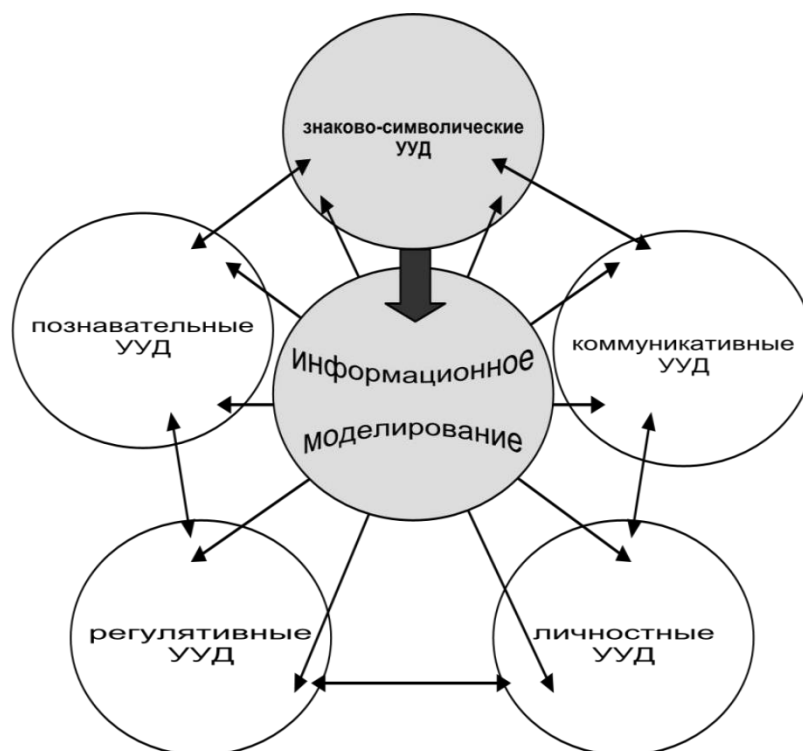 знаково-символические
УУД
познавательные
УУД
коммуникативные
УУД
информационное
моделирование
регулятивные
УУД
личностные
УУД